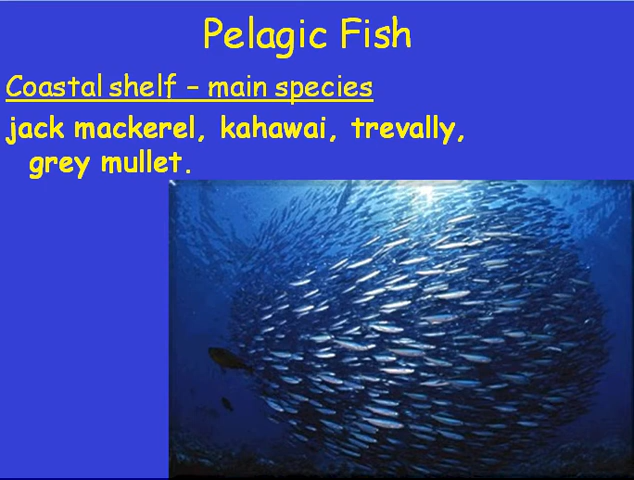 Pelagic Fish
Coastal shelf – main species
jack mackerel, kahawai, trevally,
grey mullet.